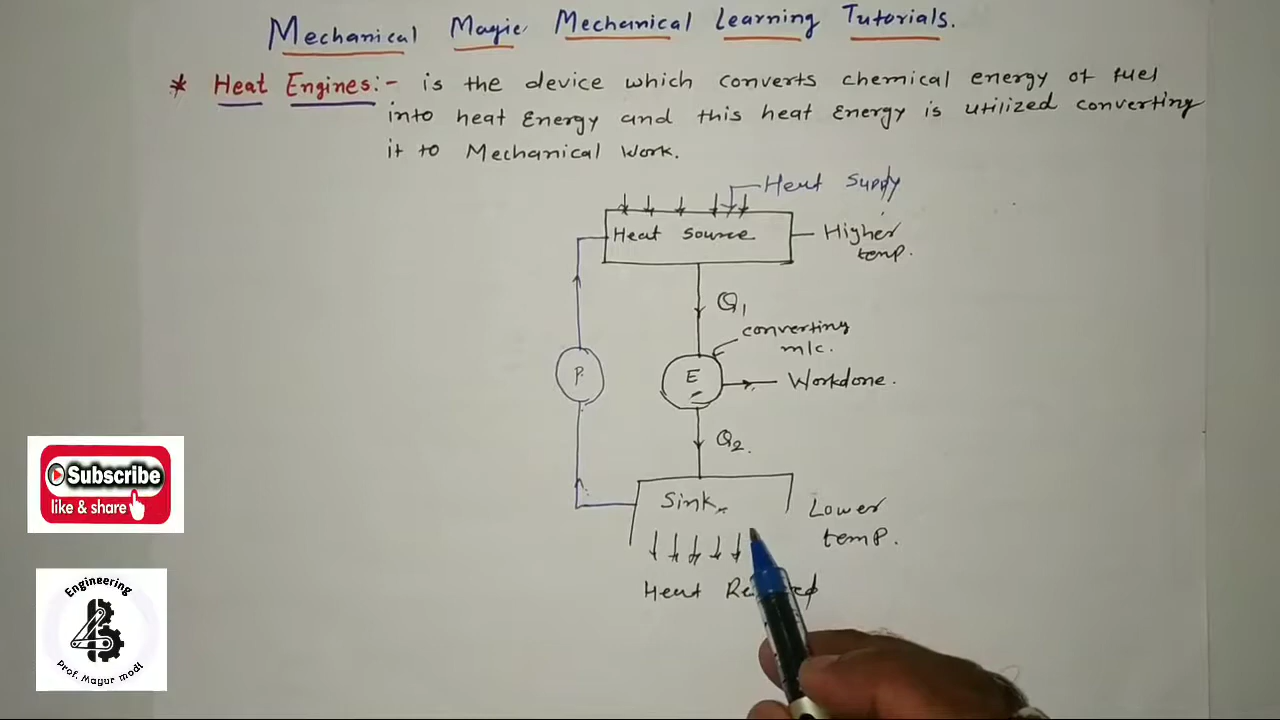 Mechanical Magic Mechanical Learning Tutorials.
* Heat Engines:- is the device which converts chemical energy of fuel
into heat Energy and this heat Energy is utilized converting
it to Mechanical Work.
Heat Supply
Heat Source
Higher
temp.
Q1
converting
m/c.
P.
E
Workdone.
Q2.
Sink
Lower
temp.
Heat
Subscribe
like & share
Engineering
Prof. Mayur modi